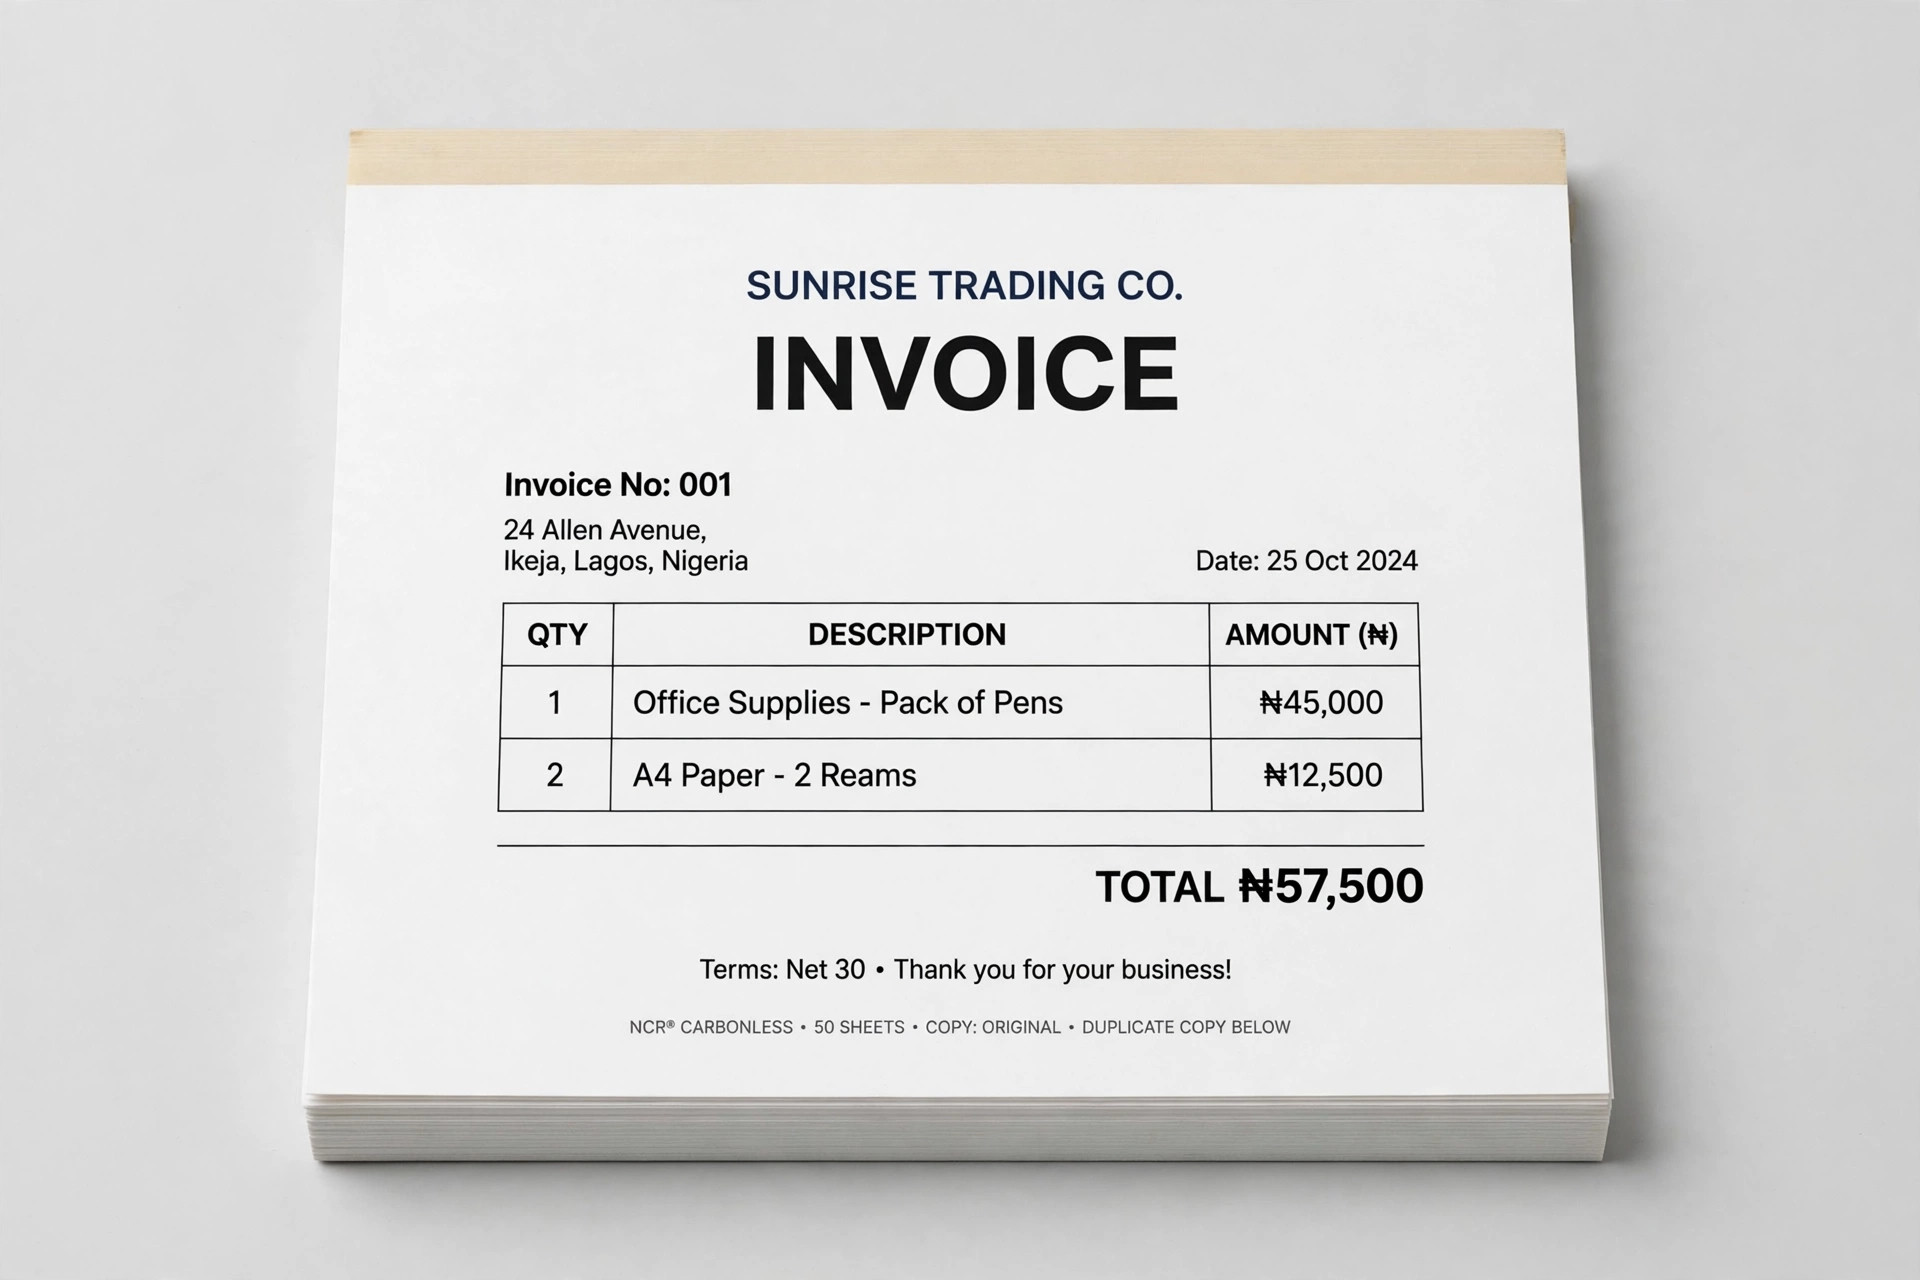 SUNRISE TRADING CO.
INVOICE
Invoice No: 001
24 Allen Avenue,
Ikeja, Lagos, Nigeria
Date: 25 Oct 2024
QTY DESCRIPTION AMOUNT (₦)
1 Office Supplies - Pack of Pens ₦45,000
2 A4 Paper - 2 Reams ₦12,500
TOTAL ₦57,500
Terms: Net 30 • Thank you for your business!
NCR® CARBONLESS • 50 SHEETS • COPY: ORIGINAL • DUPLICATE COPY BELOW